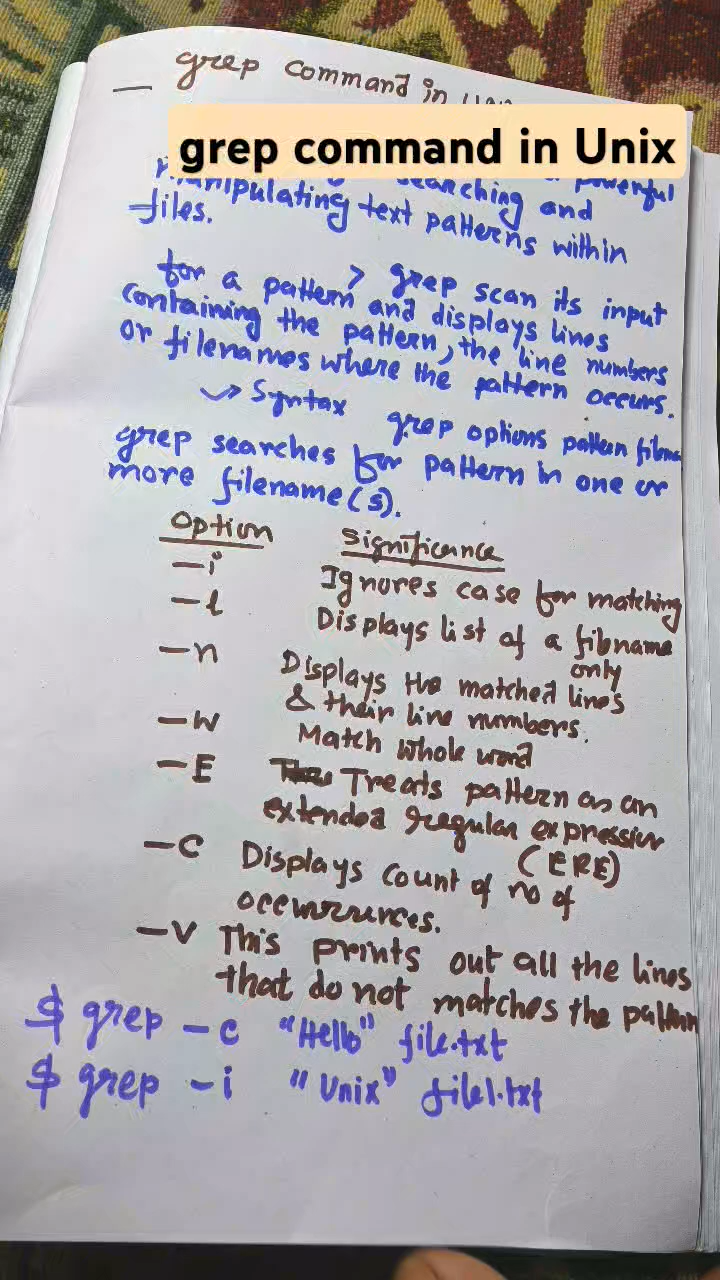 — grep command in
grep command in Unix
searching and powerful
manipulating text patterns within
files.
> grep scan its input
for a pattern and displays lines
containing the pattern, the line numbers
or filenames where the pattern occurs.
Syntax grep options pattern
grep searches for pattern in one or
more filename(s).
Option Significance
-i Ignores case for matching
-l Displays list of a filename
only
-n Displays the matched lines
& their line numbers.
-w Match whole word
-E Treats pattern as an
extended regular expression
(ERE)
-c Displays count of no of
occurrences.
-v This prints out all the lines
that do not matches the pattern
$ grep -c "Hello" file.txt
$ grep -i "Unix" file1.txt